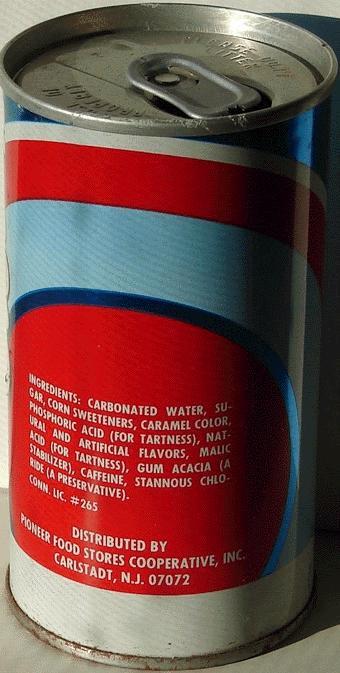 INGREDIENTS: CARBONATED WATER, SU-
GAR, CORN SWEETENERS, CARAMEL COLOR,
PHOSPHORIC ACID (FOR TARTNESS), NAT-
URAL AND ARTIFICIAL FLAVORS, MALIC
ACID (FOR TARTNESS), GUM ACACIA (A
STABILIZER), CAFFEINE, STANNOUS CHLO-
RIDE (A PRESERVATIVE).
CONN. LIC. #265
DISTRIBUTED BY
PIONEER FOOD STORES COOPERATIVE, INC.
CARLSTADT, N.J. 07072